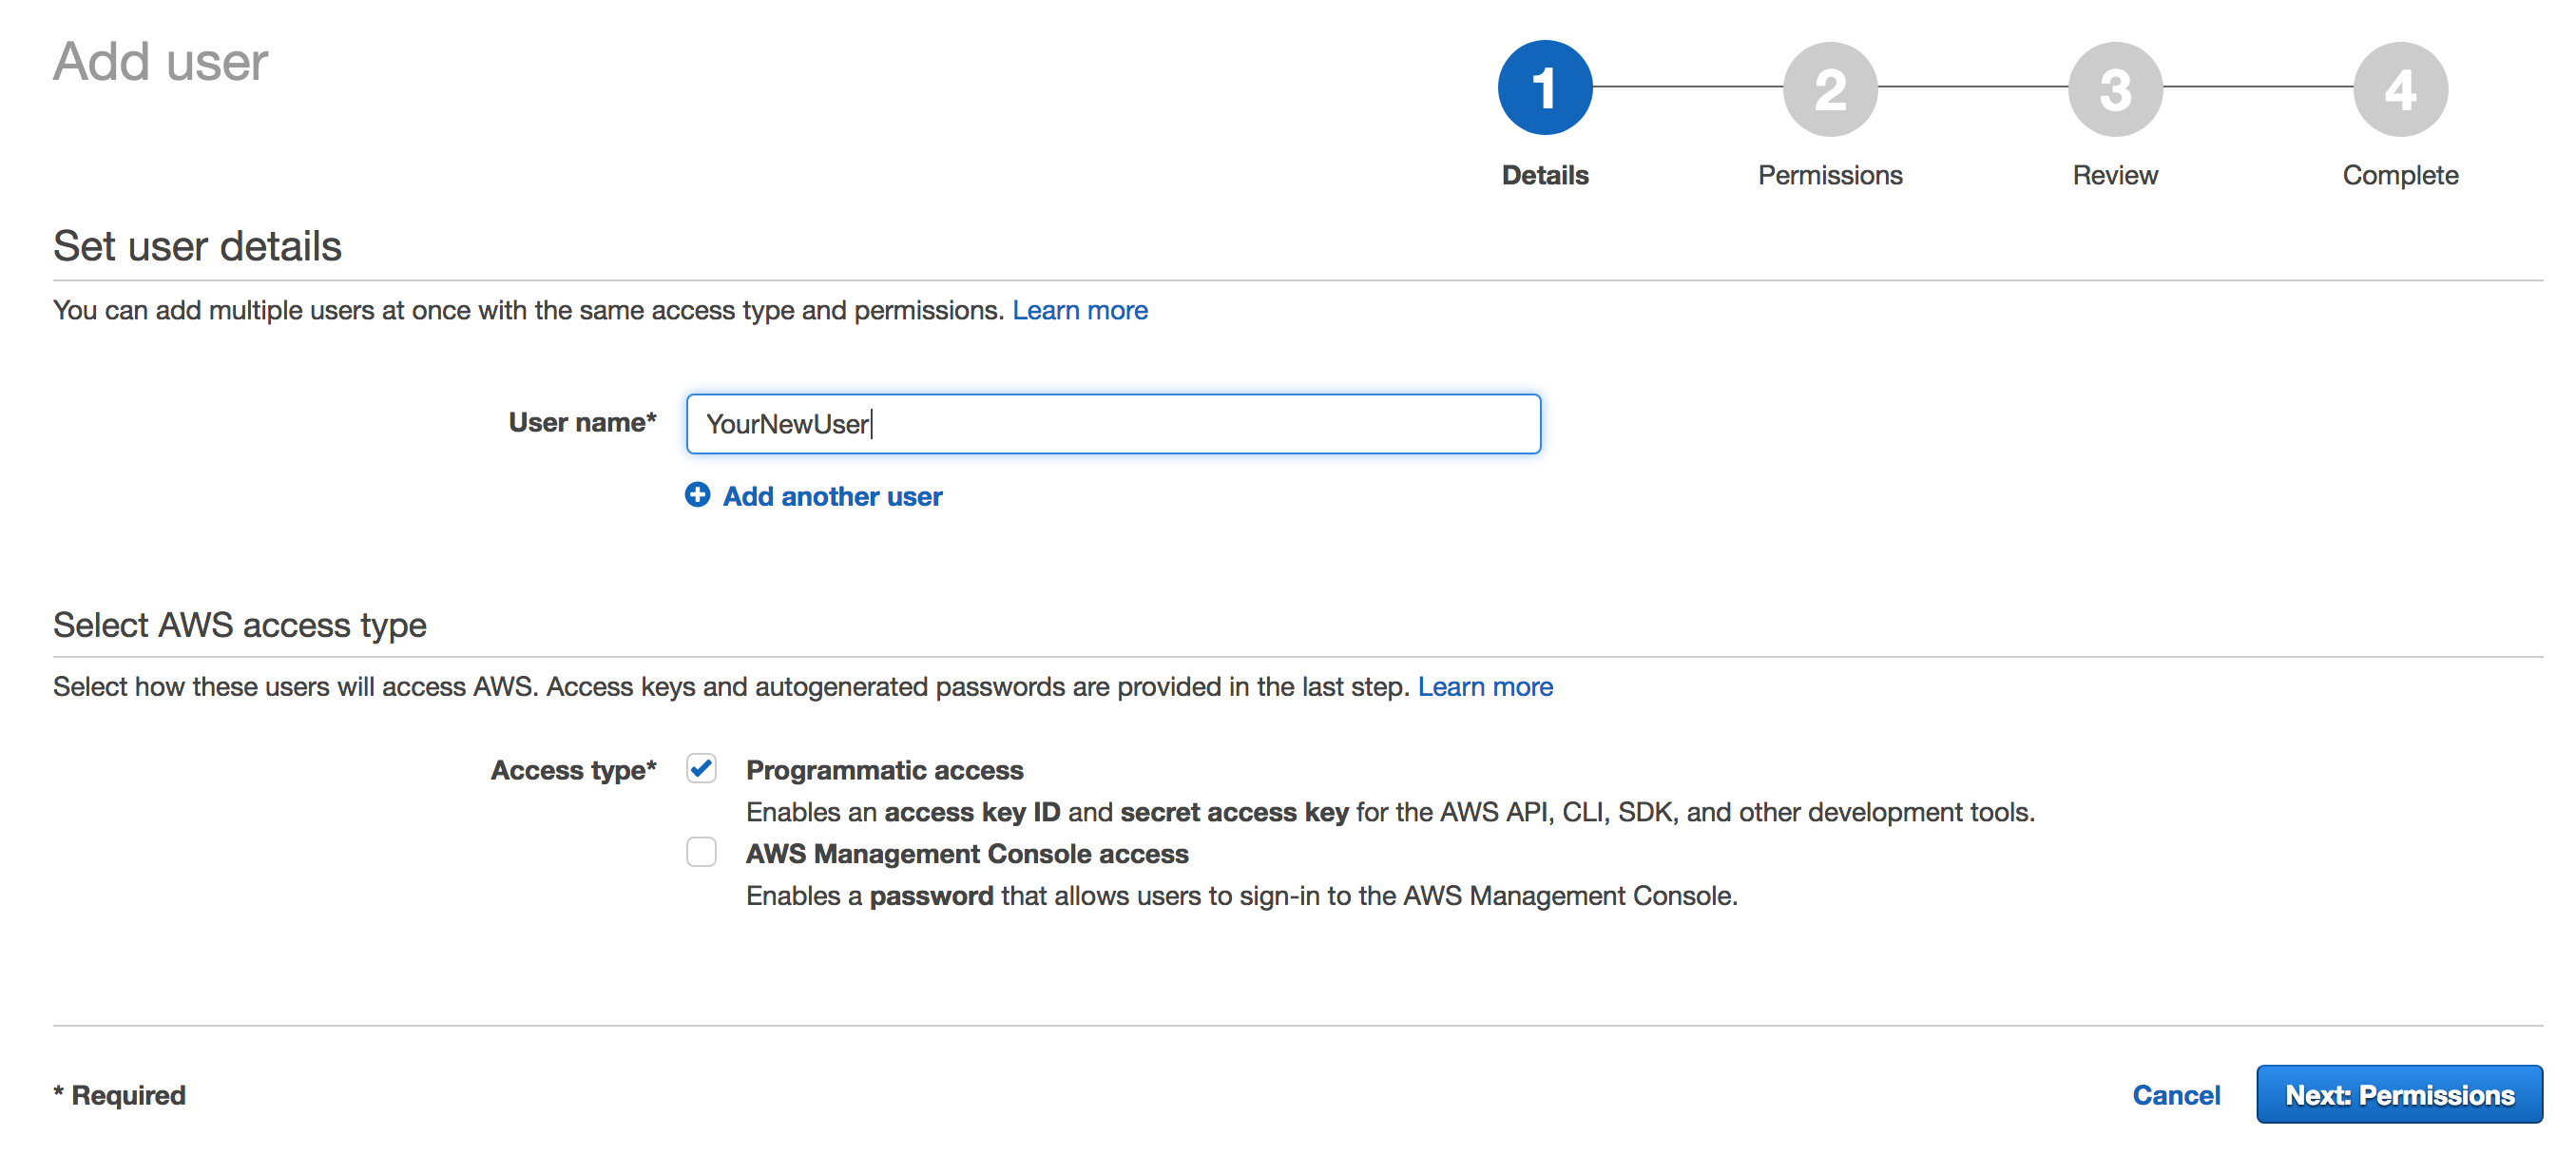 Add user
1
2
3
4
Details
Permissions
Review
Complete
Set user details
You can add multiple users at once with the same access type and permissions. Learn more
User name* YourNewUser
Add another user
Select AWS access type
Select how these users will access AWS. Access keys and autogenerated passwords are provided in the last step. Learn more
Access type* Programmatic access
Enables an access key ID and secret access key for the AWS API, CLI, SDK, and other development tools.
AWS Management Console access
Enables a password that allows users to sign-in to the AWS Management Console.
* Required
Cancel
Next: Permissions